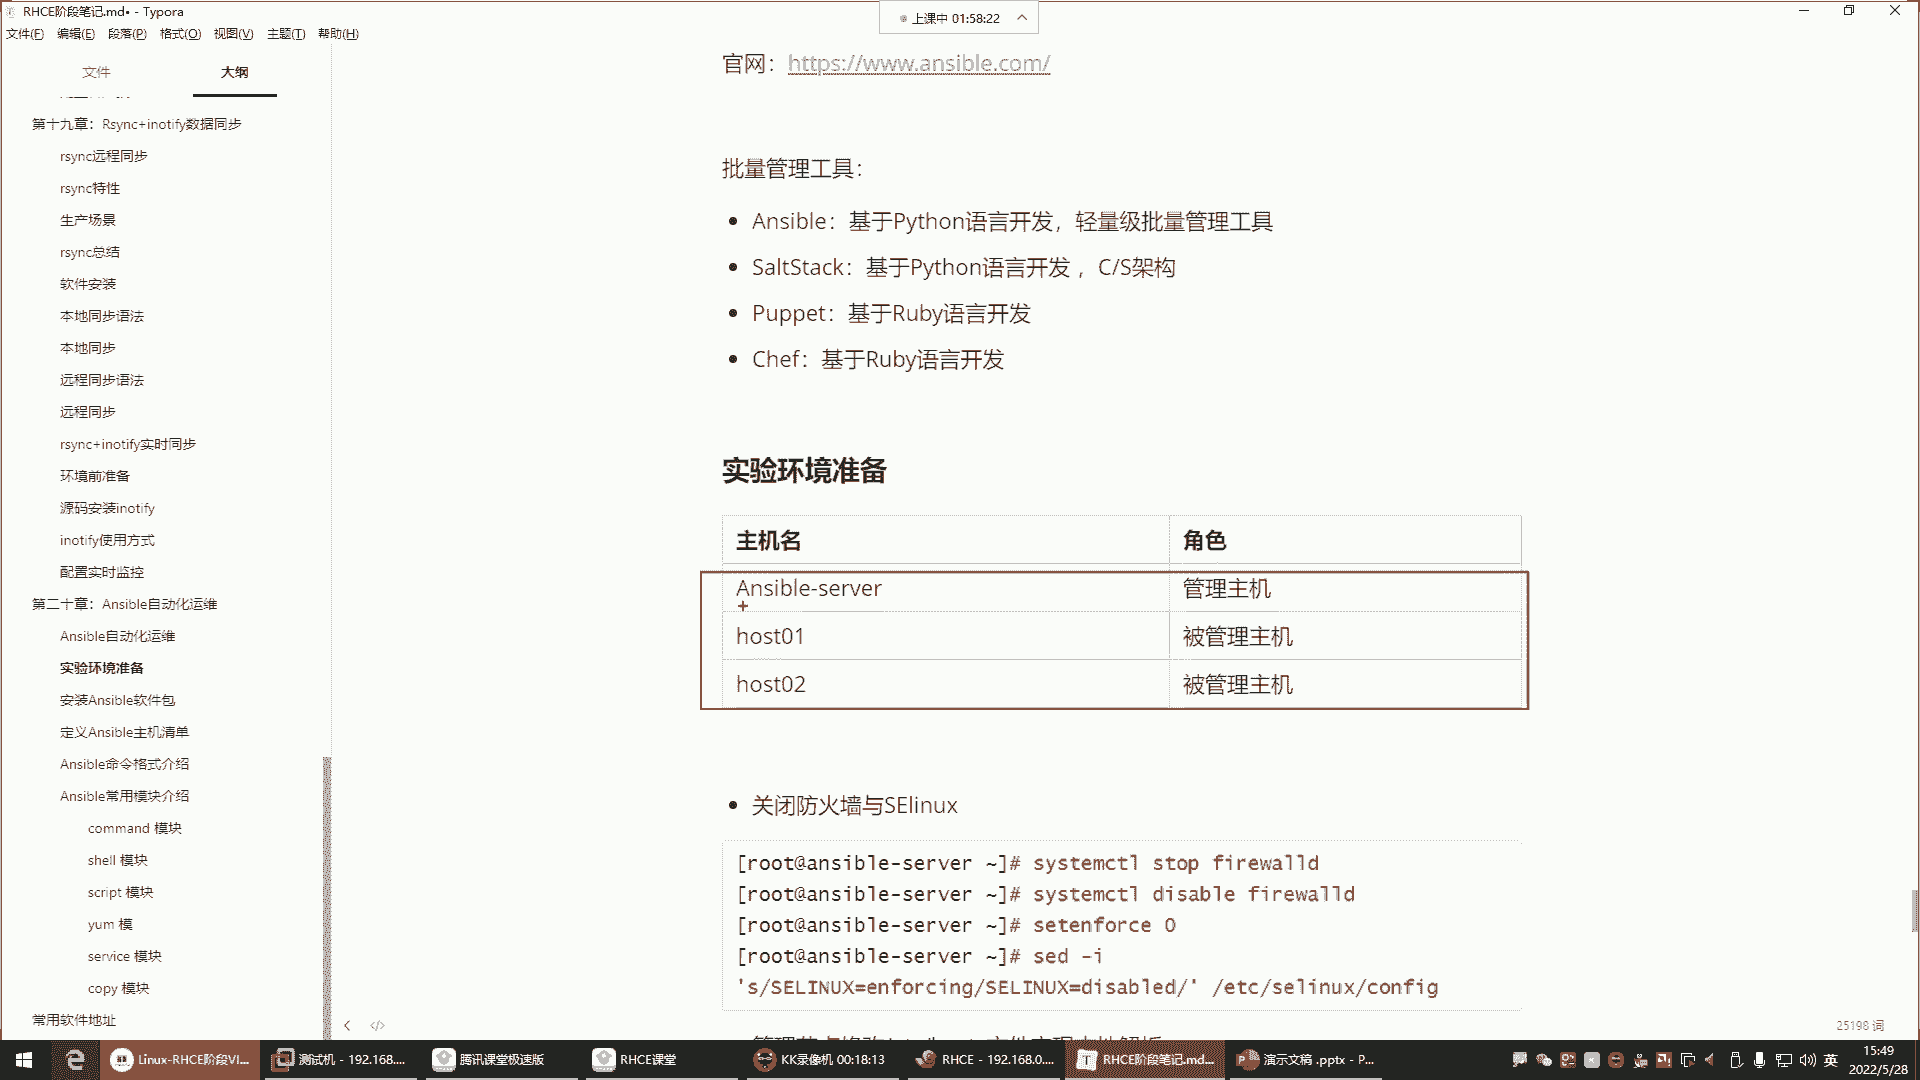 RHCE阶段笔记.md• - Typora
上课中 01:58:22
文件(F) 编辑(E) 段落(P) 格式(O) 视图(V) 主题(T) 帮助(H)
文件 大纲
第十九章：Rsync+inotify数据同步
rsync远程同步
rsync特性
生产场景
rsync总结
软件安装
本地同步语法
本地同步
远程同步语法
远程同步
rsync+inotify实时同步
环境前准备
源码安装inotify
inotify使用方式
配置实时监控
第二十章：Ansible自动化运维
Ansible自动化运维
实验环境准备
安装Ansible软件包
定义Ansible主机清单
Ansible命令格式介绍
Ansible常用模块介绍
command 模块
shell 模块
script 模块
yum 模
service 模块
copy 模块
常用软件地址
官网：https://www.ansible.com/
批量管理工具：
Ansible：基于Python语言开发，轻量级批量管理工具
SaltStack：基于Python语言开发 ，C/S架构
Puppet：基于Ruby语言开发
Chef：基于Ruby语言开发
实验环境准备
主机名 角色
Ansible-server 管理主机
host01 被管理主机
host02 被管理主机
关闭防火墙与SElinux
[root@ansible-server ~]# systemctl stop firewalld
[root@ansible-server ~]# systemctl disable firewalld
[root@ansible-server ~]# setenforce 0
[root@ansible-server ~]# sed -i
's/SELINUX=enforcing/SELINUX=disabled/' /etc/selinux/config
25198 词
Linux-RHCE阶段VI... 测试机 - 192.168.... 腾讯课堂极速版 RHCE课堂 KK录像机 00:18:13 RHCE - 192.168.0.... RHCE阶段笔记.md... 演示文稿 .pptx - P... 英 15:49
2022/5/28